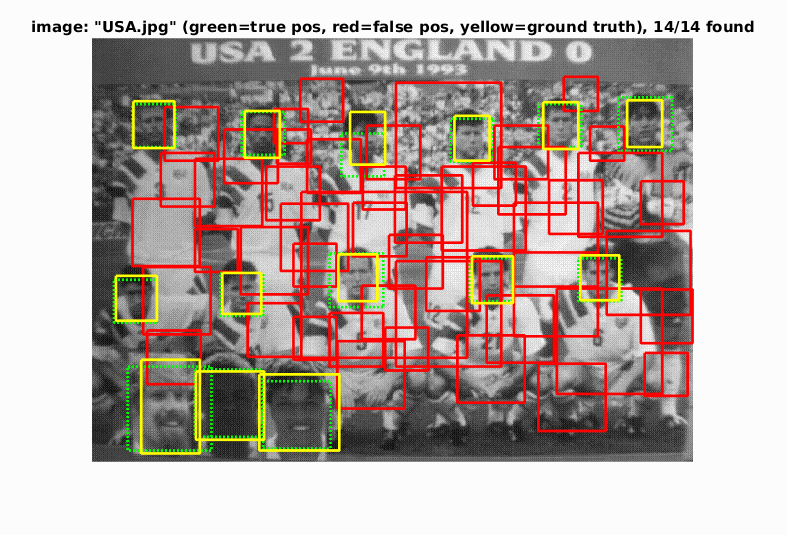 image: "USA.jpg" (green=true pos, red=false pos, yellow=ground truth), 14/14 found
USA 2 ENGLAND 0
June 9th 1993